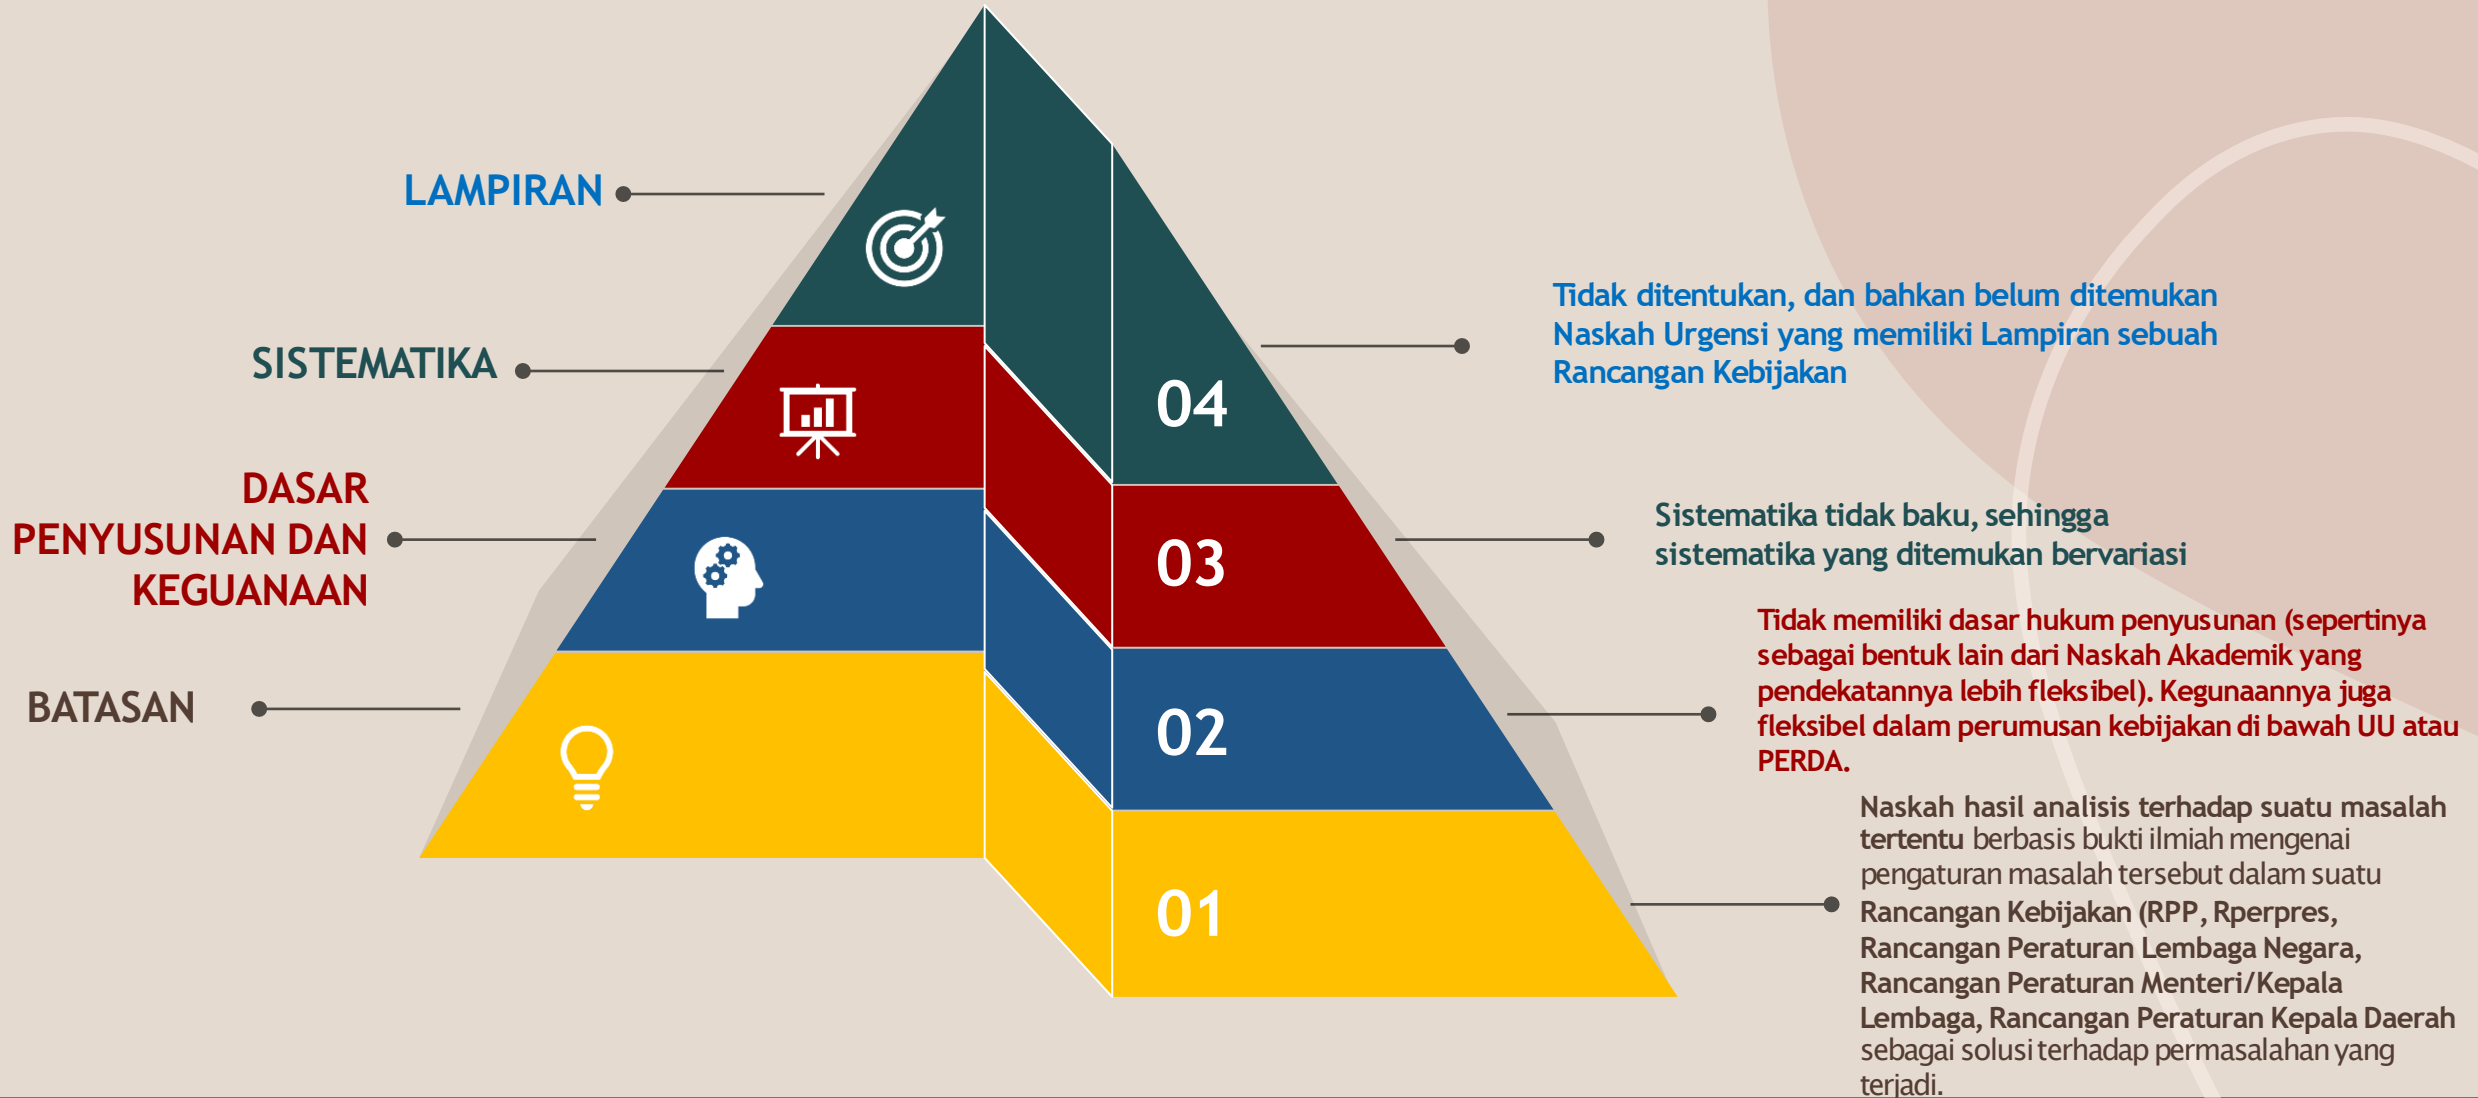 LAMPIRAN
SISTEMATIKA
DASAR
PENYUSUNAN DAN
KEGUANAAN
BATASAN
04
03
02
01
Tidak ditentukan, dan bahkan belum ditemukan
Naskah Urgensi yang memiliki Lampiran sebuah
Rancangan Kebijakan
Sistematika tidak baku, sehingga
sistematika yang ditemukan bervariasi
Tidak memiliki dasar hukum penyusunan (sepertinya
sebagai bentuk lain dari Naskah Akademik yang
pendekatannya lebih fleksibel). Kegunaannya juga
fleksibel dalam perumusan kebijakan di bawah UU atau
PERDA.
Naskah hasil analisis terhadap suatu masalah
tertentu berbasis bukti ilmiah mengenai
pengaturan masalah tersebut dalam suatu
Rancangan Kebijakan (RPP, Rperpres,
Rancangan Peraturan Lembaga Negara,
Rancangan Peraturan Menteri/Kepala
Lembaga, Rancangan Peraturan Kepala Daerah
sebagai solusi terhadap permasalahan yang
terjadi.